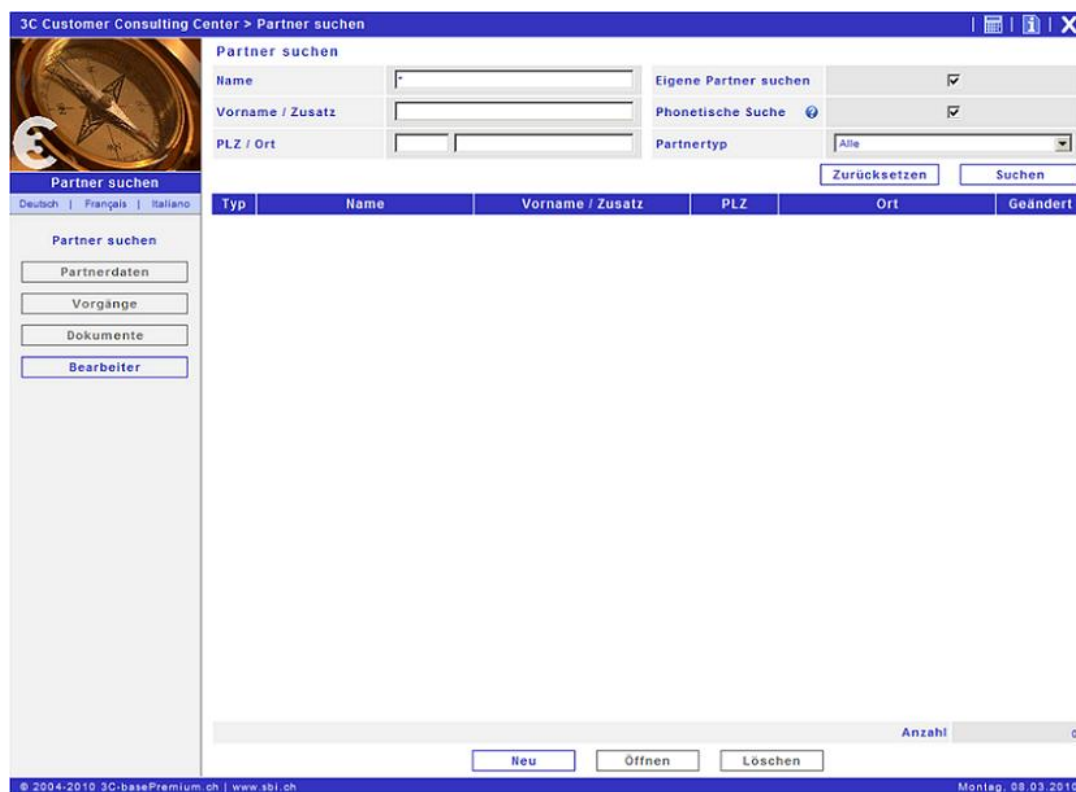 3C Customer Consulting Center > Partner suchen
Partner suchen
Name * Eigene Partner suchen
Vorname / Zusatz Phonetische Suche ?
PLZ / Ort Partnertyp Alle
Zurücksetzen Suchen
Partner suchen
Deutsch | Français | Italiano
Typ Name Vorname / Zusatz PLZ Ort Geändert
Partner suchen
Partnerdaten
Vorgänge
Dokumente
Bearbeiter
Anzahl 0
Neu Öffnen Löschen
© 2004-2010 3C-basePremium.ch | www.sbi.ch Montag, 08.03.2010